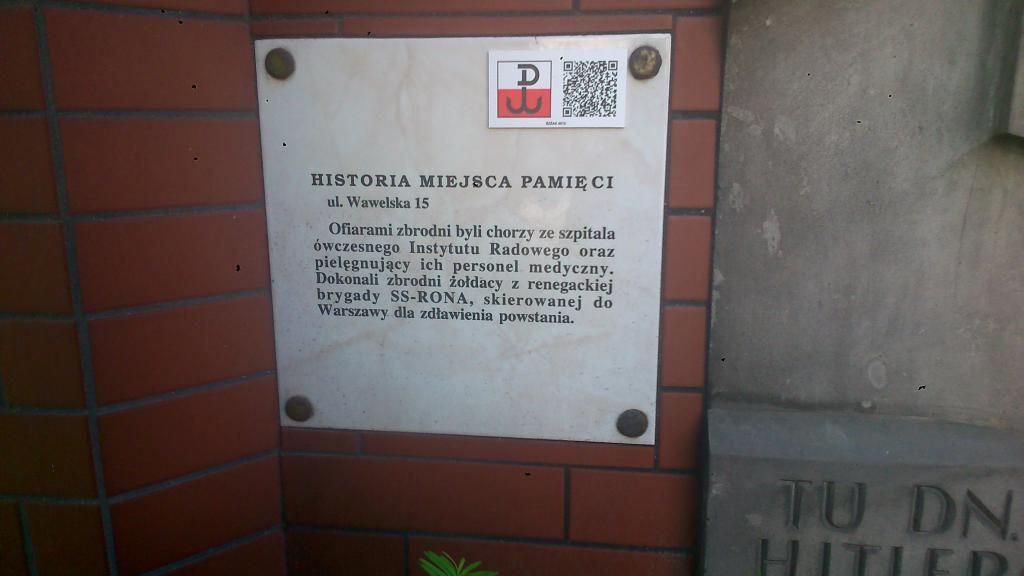 HISTORIA MIEJSCA PAMIĘCI
ul. Wawelska 15
Ofiarami zbrodni byli chorzy ze szpitala
ówczesnego Instytutu Radowego oraz
pielęgnujący ich personel medyczny.
Dokonali zbrodni żołdacy z renegackiej
brygady SS-RONA, skierowanej do
Warszawy dla zdławienia powstania.
TU DN.